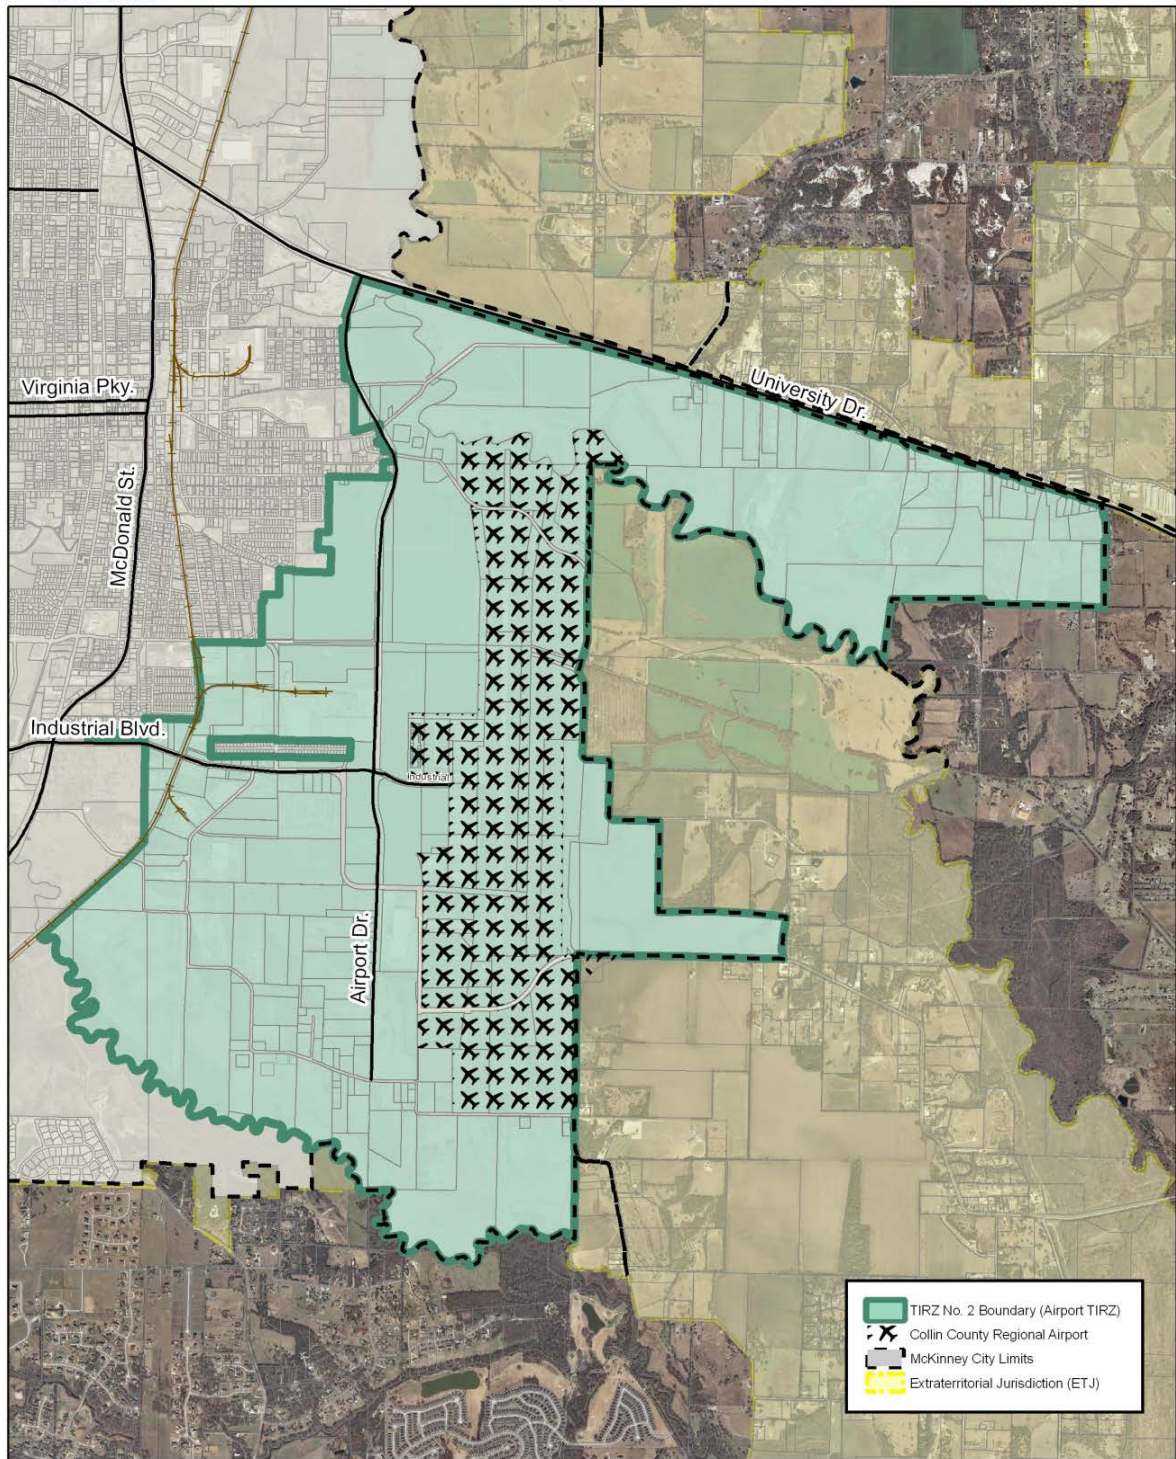 University Dr.
Virginia Pky.
McDonald St.
Industrial Blvd.
Industrial
Airport Dr.
TIRZ No. 2 Boundary (Airport TIRZ)
Collin County Regional Airport
McKinney City Limits
Extraterritorial Jurisdiction (ETJ)